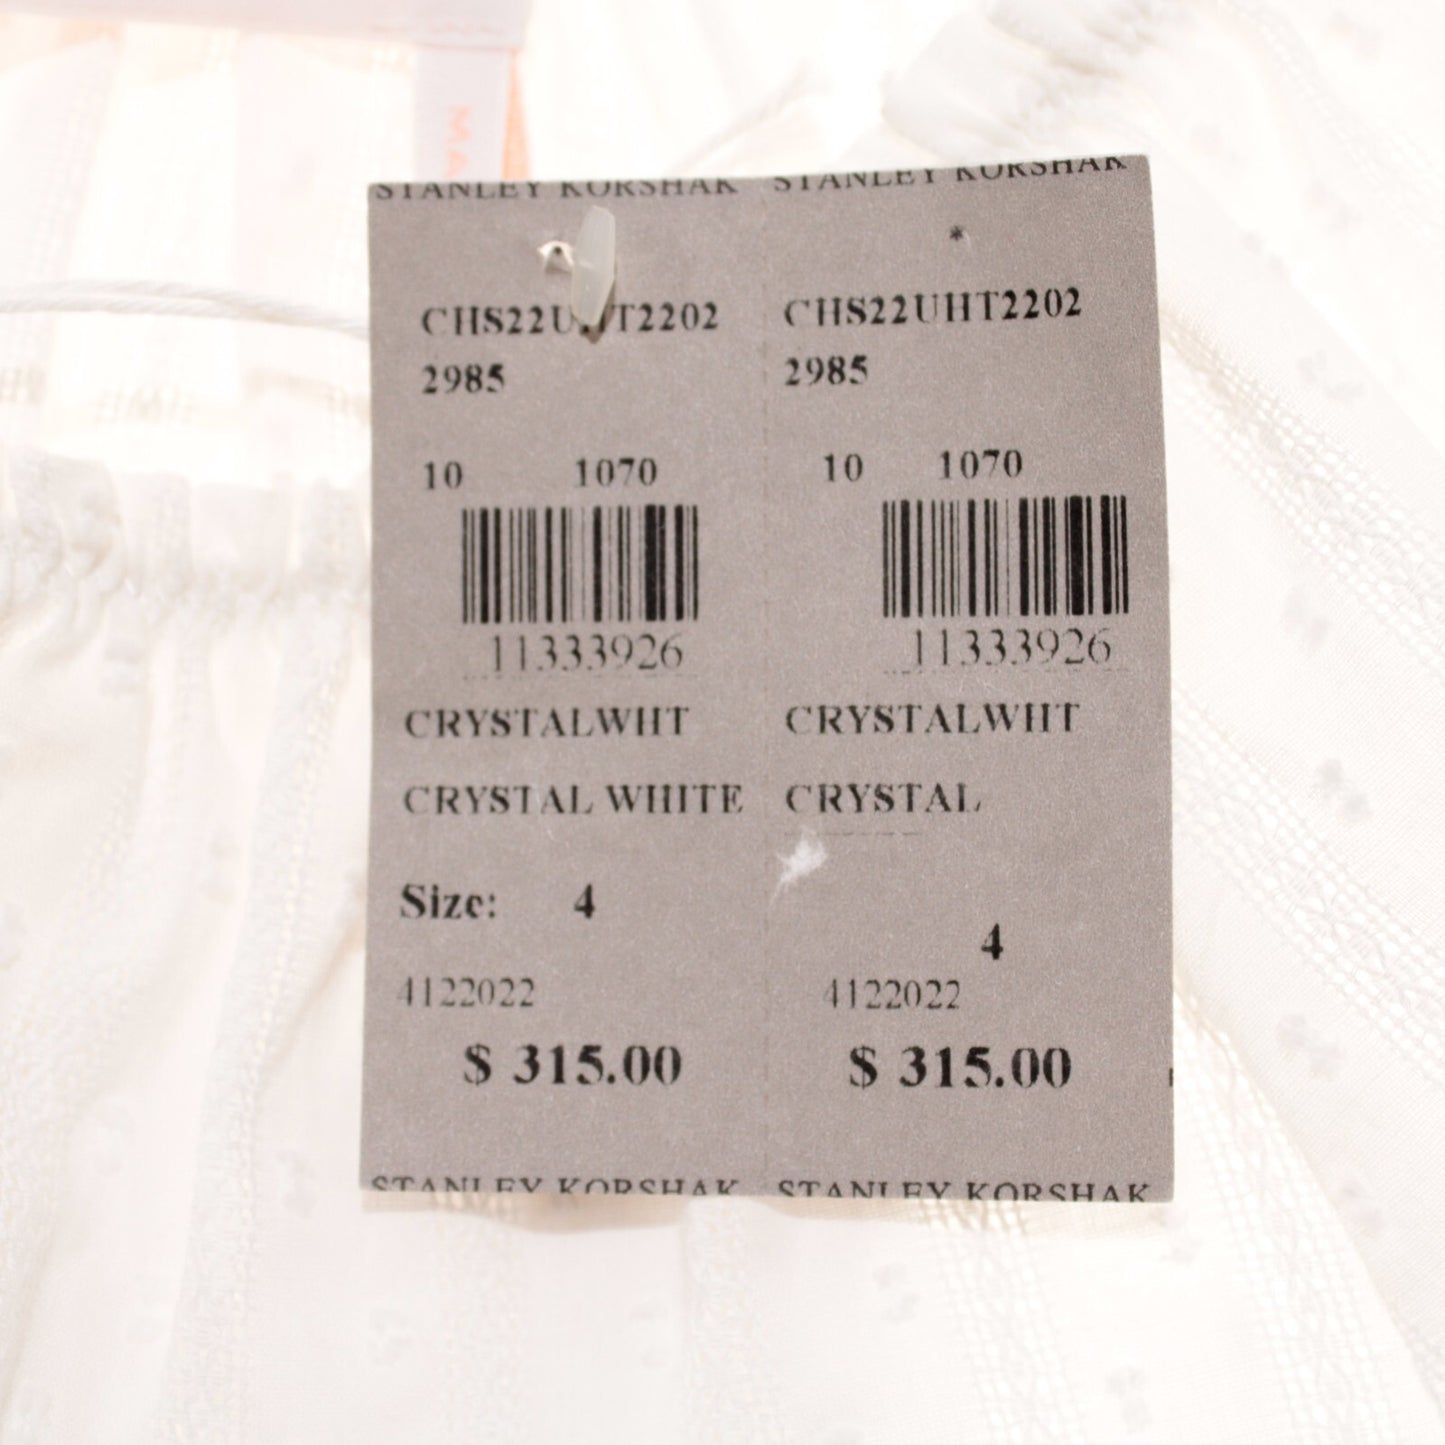 STANLEY KORSHAK STANLEY KORSHAK
*
CHS22UHT2202
2985
10 1070
11333926
CRYSTALWHT
CRYSTAL WHITE
Size: 4
4122022
$ 315.00
CHS22UHT2202
2985
10 1070
11333926
CRYSTALWHT
CRYSTAL
4
4122022
$ 315.00
STANLEY KORSHAK STANLEY KORSHAK